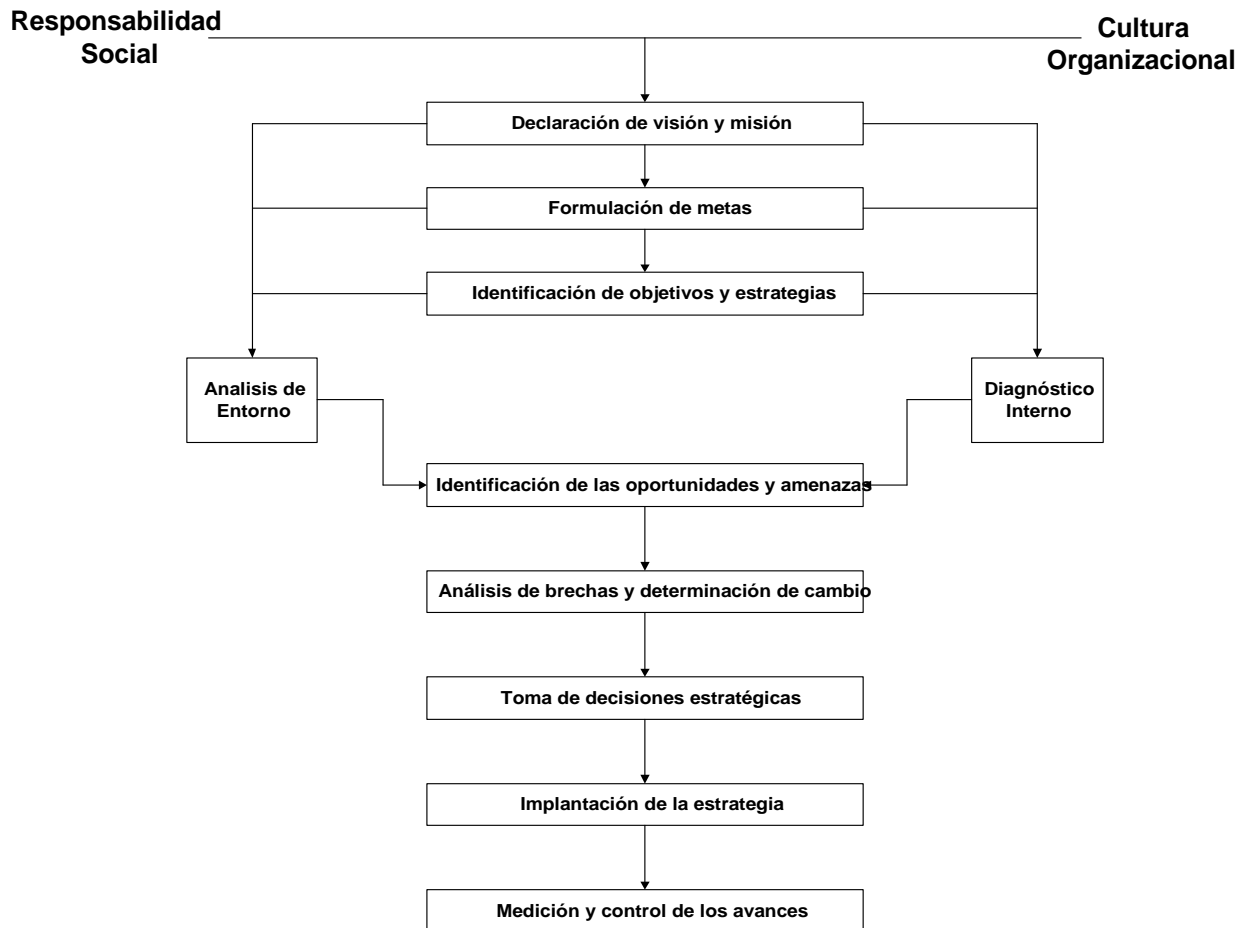 Responsabilidad
Social
Cultura
Organizacional
Declaración de visión y misión
Formulación de metas
Identificación de objetivos y estrategias
Analisis de
Entorno
Diagnóstico
Interno
Identificación de las oportunidades y amenazas
Análisis de brechas y determinación de cambio
Toma de decisiones estratégicas
Implantación de la estrategia
Medición y control de los avances